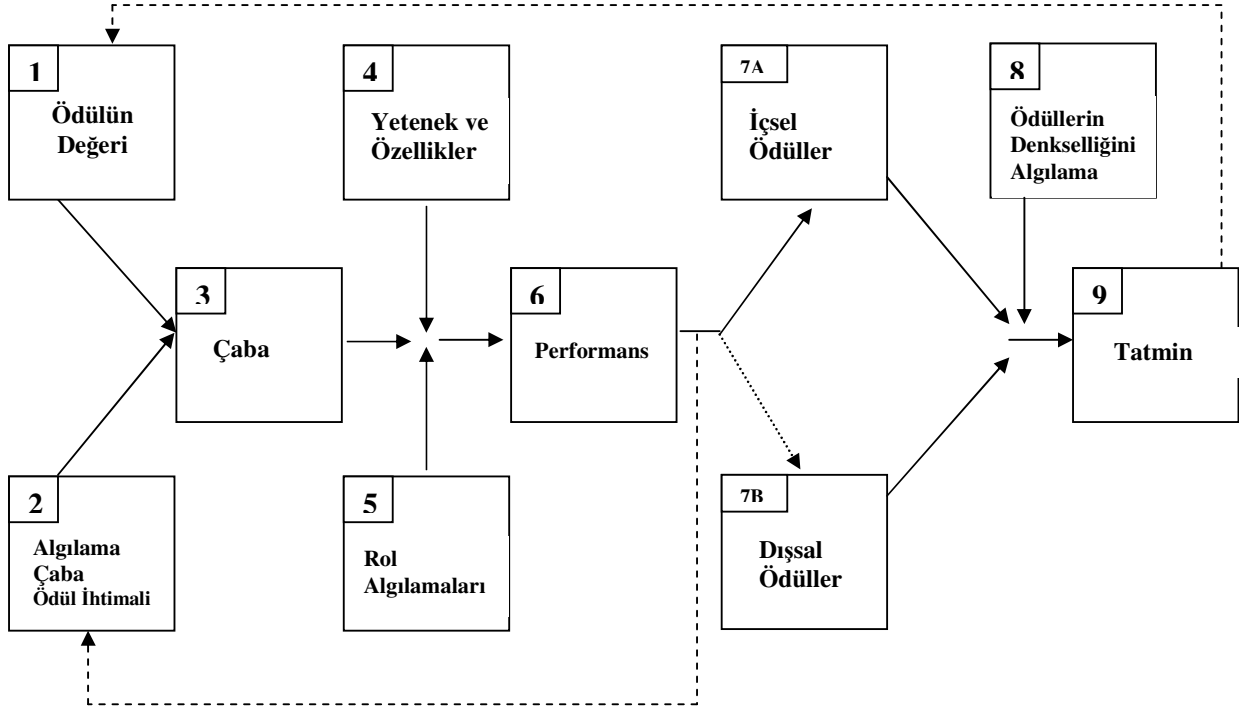 1
Ödülün
Değeri
4
Yetenek ve
Özellikler
7A
İçsel
Ödüller
8
Ödüllerin
Denkselliğini
Algılama
3
Çaba
6
Performans
9
Tatmin
2
Algılama
Çaba
Ödül İhtimali
5
Rol
Algılamaları
7B
Dışsal
Ödüller